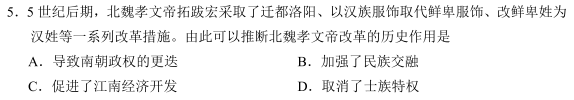 5．5 世纪后期，北魏孝文帝拓跋宏采取了迁都洛阳、以汉族服饰取代鲜卑服饰、改鲜卑姓为
汉姓等一系列改革措施。由此可以推断北魏孝文帝改革的历史作用是
A．导致南朝政权的更迭 B．加强了民族交融
C．促进了江南经济开发 D．取消了士族特权